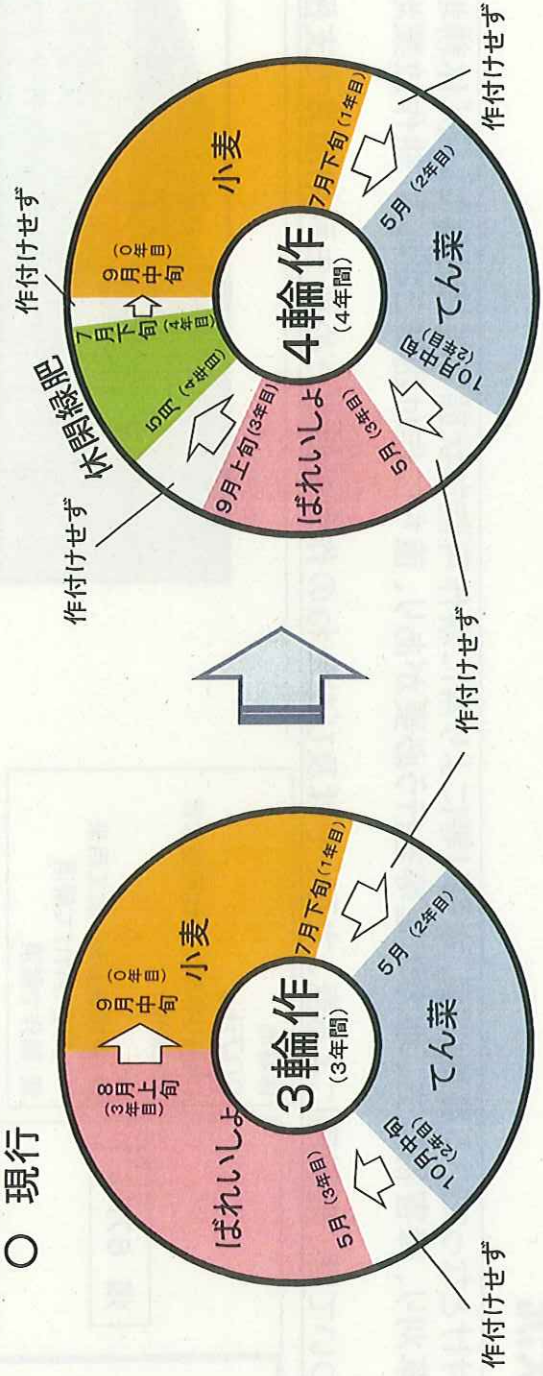 〇 現行
3輪作
(3年間)
小麦
9月中旬
(0年目)
7月下旬(1年目)
作付けせず
5月(2年目)
てん菜
10月中旬
(2年目)
作付けせず
5月(3年目)
ばれいしょ
8月上旬
(3年目)
4輪作
(4年間)
小麦
9月中旬
(0年目)
7月下旬(1年目)
作付けせず
5月(2年目)
てん菜
10月中旬
(2年目)
5月(3年目)
ばれいしょ
9月上旬(3年目)
作付けせず
5月(4年目)
休閑緑肥
7月下旬(4年目)
作付けせず